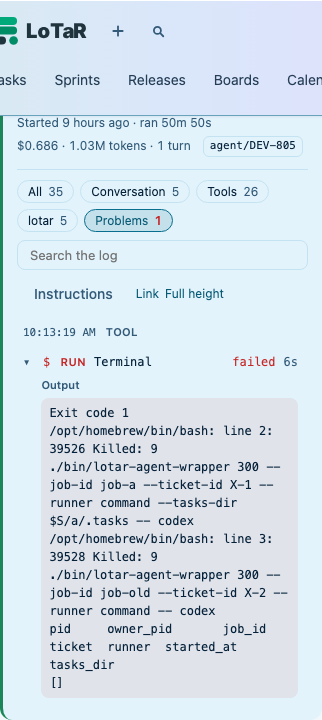 LoTaR
asks Sprints Releases Boards Calen
Started 9 hours ago · ran 50m 50s
$0.686 · 1.03M tokens · 1 turn agent/DEV-805
All 35 Conversation 5 Tools 26
lotar 5 Problems 1
Search the log
Instructions Link Full height
10:13:19 AM TOOL
▾ $ RUN Terminal failed 6s
Output
Exit code 1
/opt/homebrew/bin/bash: line 2:
39526 Killed: 9
./bin/lotar-agent-wrapper 300 --
job-id job-a --ticket-id X-1 --
runner command --tasks-dir
$S/a/.tasks -- codex
/opt/homebrew/bin/bash: line 3:
39528 Killed: 9
./bin/lotar-agent-wrapper 300 --
job-id job-old --ticket-id X-2 --
runner command -- codex
pid owner_pid job_id
ticket runner started_at
tasks_dir
[]